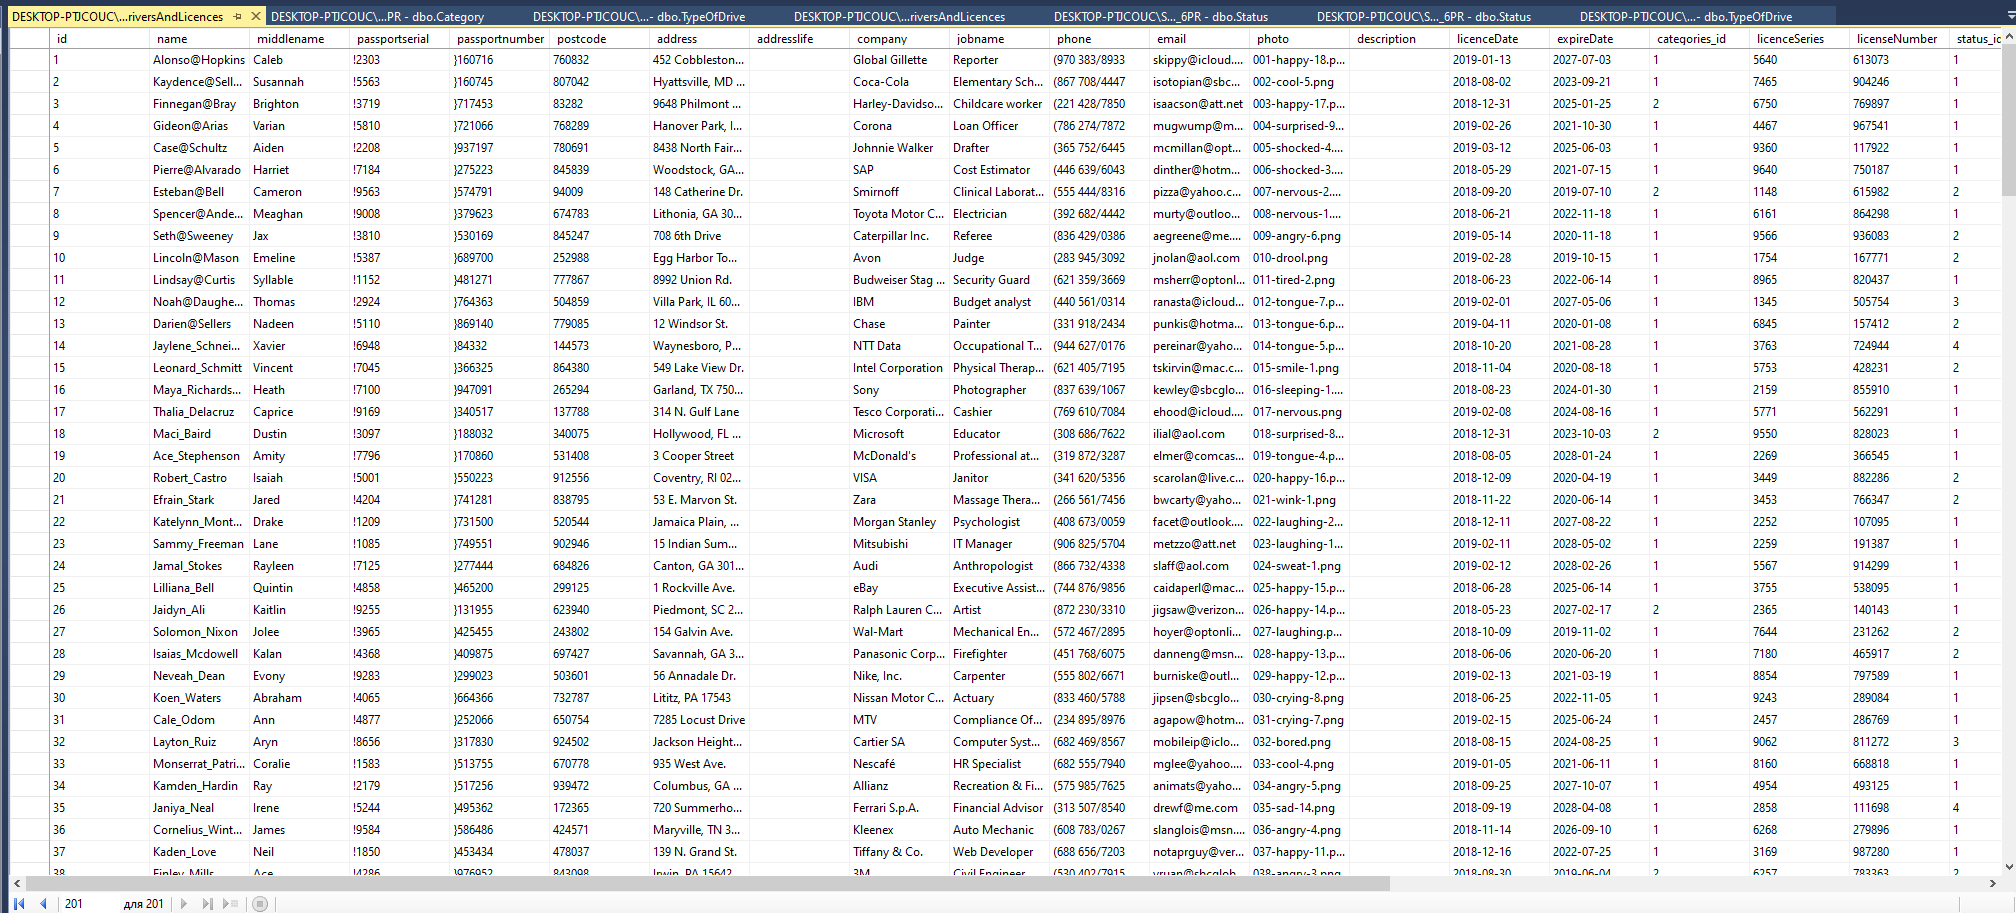 DESKTOP-PTJCOUC\...riversAndLicences DESKTOP-PTJCOUC\...PR - dbo.Category DESKTOP-PTJCOUC\...- dbo.TypeOfDrive DESKTOP-PTJCOUC\...riversAndLicences DESKTOP-PTJCOUC\S..._6PR - dbo.Status DESKTOP-PTJCOUC\S..._6PR - dbo.Status DESKTOP-PTJCOUC\...- dbo.TypeOfDrive
id name middlename passportserial passportnumber postcode address addresslife company jobname phone email photo description licenceDate expireDate categories_id licenceSeries licenseNumber status_id
1 Alonso@Hopkins Caleb !2303 }160716 760832 452 Cobbleston... Global Gillette Reporter (970 383/8933 skippy@icloud.... 001-happy-18.p... 2019-01-13 2027-07-03 1 5640 613073 1
2 Kaydence@Sell... Susannah !5563 }160745 807042 Hyattsville, MD ... Coca-Cola Elementary Sch... (867 708/4447 isotopian@sbc... 002-cool-5.png 2018-08-02 2023-09-21 1 7465 904246 1
3 Finnegan@Bray Brighton !3719 }717453 83282 9648 Philmont ... Harley-Davidso... Childcare worker (221 428/7850 isaacson@att.net 003-happy-17.p... 2018-12-31 2025-01-25 2 6750 769897 1
4 Gideon@Arias Varian !5810 }721066 768289 Hanover Park, I... Corona Loan Officer (786 274/7872 mugwump@m... 004-surprised-9... 2019-02-26 2021-10-30 1 4467 967541 1
5 Case@Schultz Aiden !2208 }937197 780691 8438 North Fair... Johnnie Walker Drafter (365 752/6445 mcmillan@opt... 005-shocked-4.... 2019-03-12 2025-06-03 1 9360 117922 1
6 Pierre@Alvarado Harriet !7184 }275223 845839 Woodstock, GA... SAP Cost Estimator (446 639/6043 dinther@hotm... 006-shocked-3.... 2018-05-29 2021-07-15 1 9640 750187 1
7 Esteban@Bell Cameron !9563 }574791 94009 148 Catherine Dr. Smirnoff Clinical Laborat... (555 444/8316 pizza@yahoo.c... 007-nervous-2.... 2018-09-20 2019-07-10 2 1148 615982 2
8 Spencer@Ande... Meaghan !9008 }379623 674783 Lithonia, GA 30... Toyota Motor C... Electrician (392 682/4442 murty@outloo... 008-nervous-1.... 2018-06-21 2022-11-18 1 6161 864298 1
9 Seth@Sweeney Jax !3810 }530169 845247 708 6th Drive Caterpillar Inc. Referee (836 429/0386 aegreene@me.... 009-angry-6.png 2019-05-14 2020-11-18 1 9566 936083 2
10 Lincoln@Mason Emeline !5387 }689700 252988 Egg Harbor To... Avon Judge (283 945/3092 jnolan@aol.com 010-drool.png 2019-02-28 2019-10-15 1 1754 167771 2
11 Lindsay@Curtis Syllable !1152 }481271 777867 8992 Union Rd. Budweiser Stag ... Security Guard (621 359/3669 msherr@optonl... 011-tired-2.png 2018-06-23 2022-06-14 1 8965 820437 1
12 Noah@Daughe... Thomas !2924 }764363 504859 Villa Park, IL 60... IBM Budget analyst (440 561/0314 ranasta@icloud... 012-tongue-7.p... 2019-02-01 2027-05-06 1 1345 505754 3
13 Darien@Sellers Nadeen !5110 }869140 779085 12 Windsor St. Chase Painter (331 918/2434 punkis@hotma... 013-tongue-6.p... 2019-04-11 2020-01-08 1 6845 157412 2
14 Jaylene_Schnei... Xavier !6948 }84332 144573 Waynesboro, P... NTT Data Occupational T... (944 627/0176 pereinar@yaho... 014-tongue-5.p... 2018-10-20 2021-08-28 1 3763 724944 4
15 Leonard_Schmitt Vincent !7045 }366325 864380 549 Lake View Dr. Intel Corporation Physical Therap... (621 405/7195 tskirvin@mac.c... 015-smile-1.png 2018-11-04 2020-08-18 1 5753 428231 2
16 Maya_Richards... Heath !7100 }947091 265294 Garland, TX 750... Sony Photographer (837 639/1067 kewley@sbcglo... 016-sleeping-1.... 2018-08-23 2024-01-30 1 2159 855910 1
17 Thalia_Delacruz Caprice !9169 }340517 137788 314 N. Gulf Lane Tesco Corporati... Cashier (769 610/7084 ehood@icloud.... 017-nervous.png 2019-02-08 2024-08-16 1 5771 562291 1
18 Maci_Baird Dustin !3097 }188032 340075 Hollywood, FL ... Microsoft Educator (308 686/7622 ilial@aol.com 018-surprised-8... 2018-12-31 2023-10-03 2 9550 828023 1
19 Ace_Stephenson Amity !7796 }170860 531408 3 Cooper Street McDonald's Professional at... (319 872/3287 elmer@comcas... 019-tongue-4.p... 2018-08-05 2028-01-24 1 2269 366545 1
20 Robert_Castro Isaiah !5001 }550223 912556 Coventry, RI 02... VISA Janitor (341 620/5356 scarolan@live.c... 020-happy-16.p... 2018-12-09 2020-04-19 1 3449 882286 2
21 Efrain_Stark Jared !4204 }741281 838795 53 E. Marvon St. Zara Massage Thera... (266 561/7456 bwcarty@yaho... 021-wink-1.png 2018-11-22 2020-06-14 1 3453 766347 2
22 Katelynn_Mont... Drake !1209 }731500 520544 Jamaica Plain, ... Morgan Stanley Psychologist (408 673/0059 facet@outlook.... 022-laughing-2... 2018-12-11 2027-08-22 1 2252 107095 1
23 Sammy_Freeman Lane !1085 }749551 902946 15 Indian Sum... Mitsubishi IT Manager (906 825/5704 metzzo@att.net 023-laughing-1... 2019-02-11 2028-05-02 1 2259 191387 1
24 Jamal_Stokes Rayleen !7125 }277444 684826 Canton, GA 301... Audi Anthropologist (866 732/4338 slaff@aol.com 024-sweat-1.png 2019-02-12 2028-02-26 1 5567 914299 1
25 Lilliana_Bell Quintin !4858 }465200 299125 1 Rockville Ave. eBay Executive Assist... (744 876/9856 caidaperl@mac... 025-happy-15.p... 2018-06-28 2025-06-14 1 3755 538095 1
26 Jaidyn_Ali Kaitlin !9255 }131955 623940 Piedmont, SC 2... Ralph Lauren C... Artist (872 230/3310 jigsaw@verizon... 026-happy-14.p... 2018-05-23 2027-02-17 2 2365 140143 1
27 Solomon_Nixon Jolee !3965 }425455 243802 154 Galvin Ave. Wal-Mart Mechanical En... (572 467/2895 hoyer@optonli... 027-laughing.p... 2018-10-09 2019-11-02 1 7644 231262 2
28 Isaias_Mcdowell Kalan !4368 }409875 697427 Savannah, GA 3... Panasonic Corp... Firefighter (451 768/6075 danneng@msn... 028-happy-13.p... 2018-06-06 2020-06-20 1 7180 465917 2
29 Neveah_Dean Evony !9283 }299023 503601 56 Annadale Dr. Nike, Inc. Carpenter (555 802/6671 burniske@outl... 029-happy-12.p... 2019-02-13 2021-03-19 1 8854 797589 1
30 Koen_Waters Abraham !4065 }664366 732787 Lititz, PA 17543 Nissan Motor C... Actuary (833 460/5788 jipsen@sbcglo... 030-crying-8.png 2018-06-25 2022-11-05 1 9243 289084 1
31 Cale_Odom Ann !4877 }252066 650754 7285 Locust Drive MTV Compliance Of... (234 895/8976 agapow@hotm... 031-crying-7.png 2019-02-15 2025-06-24 1 2457 286769 1
32 Layton_Ruiz Aryn !8656 }317830 924502 Jackson Height... Cartier SA Computer Syst... (682 469/8567 mobileip@iclo... 032-bored.png 2018-08-15 2024-08-25 1 9062 811272 3
33 Monserrat_Patri... Coralie !1583 }513755 670778 935 West Ave. Nescafé HR Specialist (682 555/7940 mglee@yahoo.... 033-cool-4.png 2019-01-05 2021-06-11 1 8160 668818 1
34 Kamden_Hardin Ray !2179 }517256 939472 Columbus, GA ... Allianz Recreation & Fi... (575 985/7625 animats@yaho... 034-angry-5.png 2018-09-25 2027-10-07 1 4954 493125 1
35 Janiya_Neal Irene !5244 }495362 172365 720 Summerho... Ferrari S.p.A. Financial Advisor (313 507/8540 drewf@me.com 035-sad-14.png 2018-09-19 2028-04-08 1 2858 111698 4
36 Cornelius_Wint... James !9584 }586486 424571 Maryville, TN 3... Kleenex Auto Mechanic (608 783/0267 slanglois@msn... 036-angry-4.png 2018-11-14 2026-09-10 1 6268 279896 1
37 Kaden_Love Neil !1850 }453434 478037 139 N. Grand St. Tiffany & Co. Web Developer (688 656/7203 notaprguy@ver... 037-happy-11.p... 2018-12-16 2022-07-25 1 3169 987280 1
38 Finley_Mills Ace !4286 }976952 843098 Irwin, PA 15642 3M Civil Engineer (530 402/7915 vruan@sbcglob... 038-angry-3.png 2018-08-30 2019-06-04 2 6257 783363 2
201 для 201